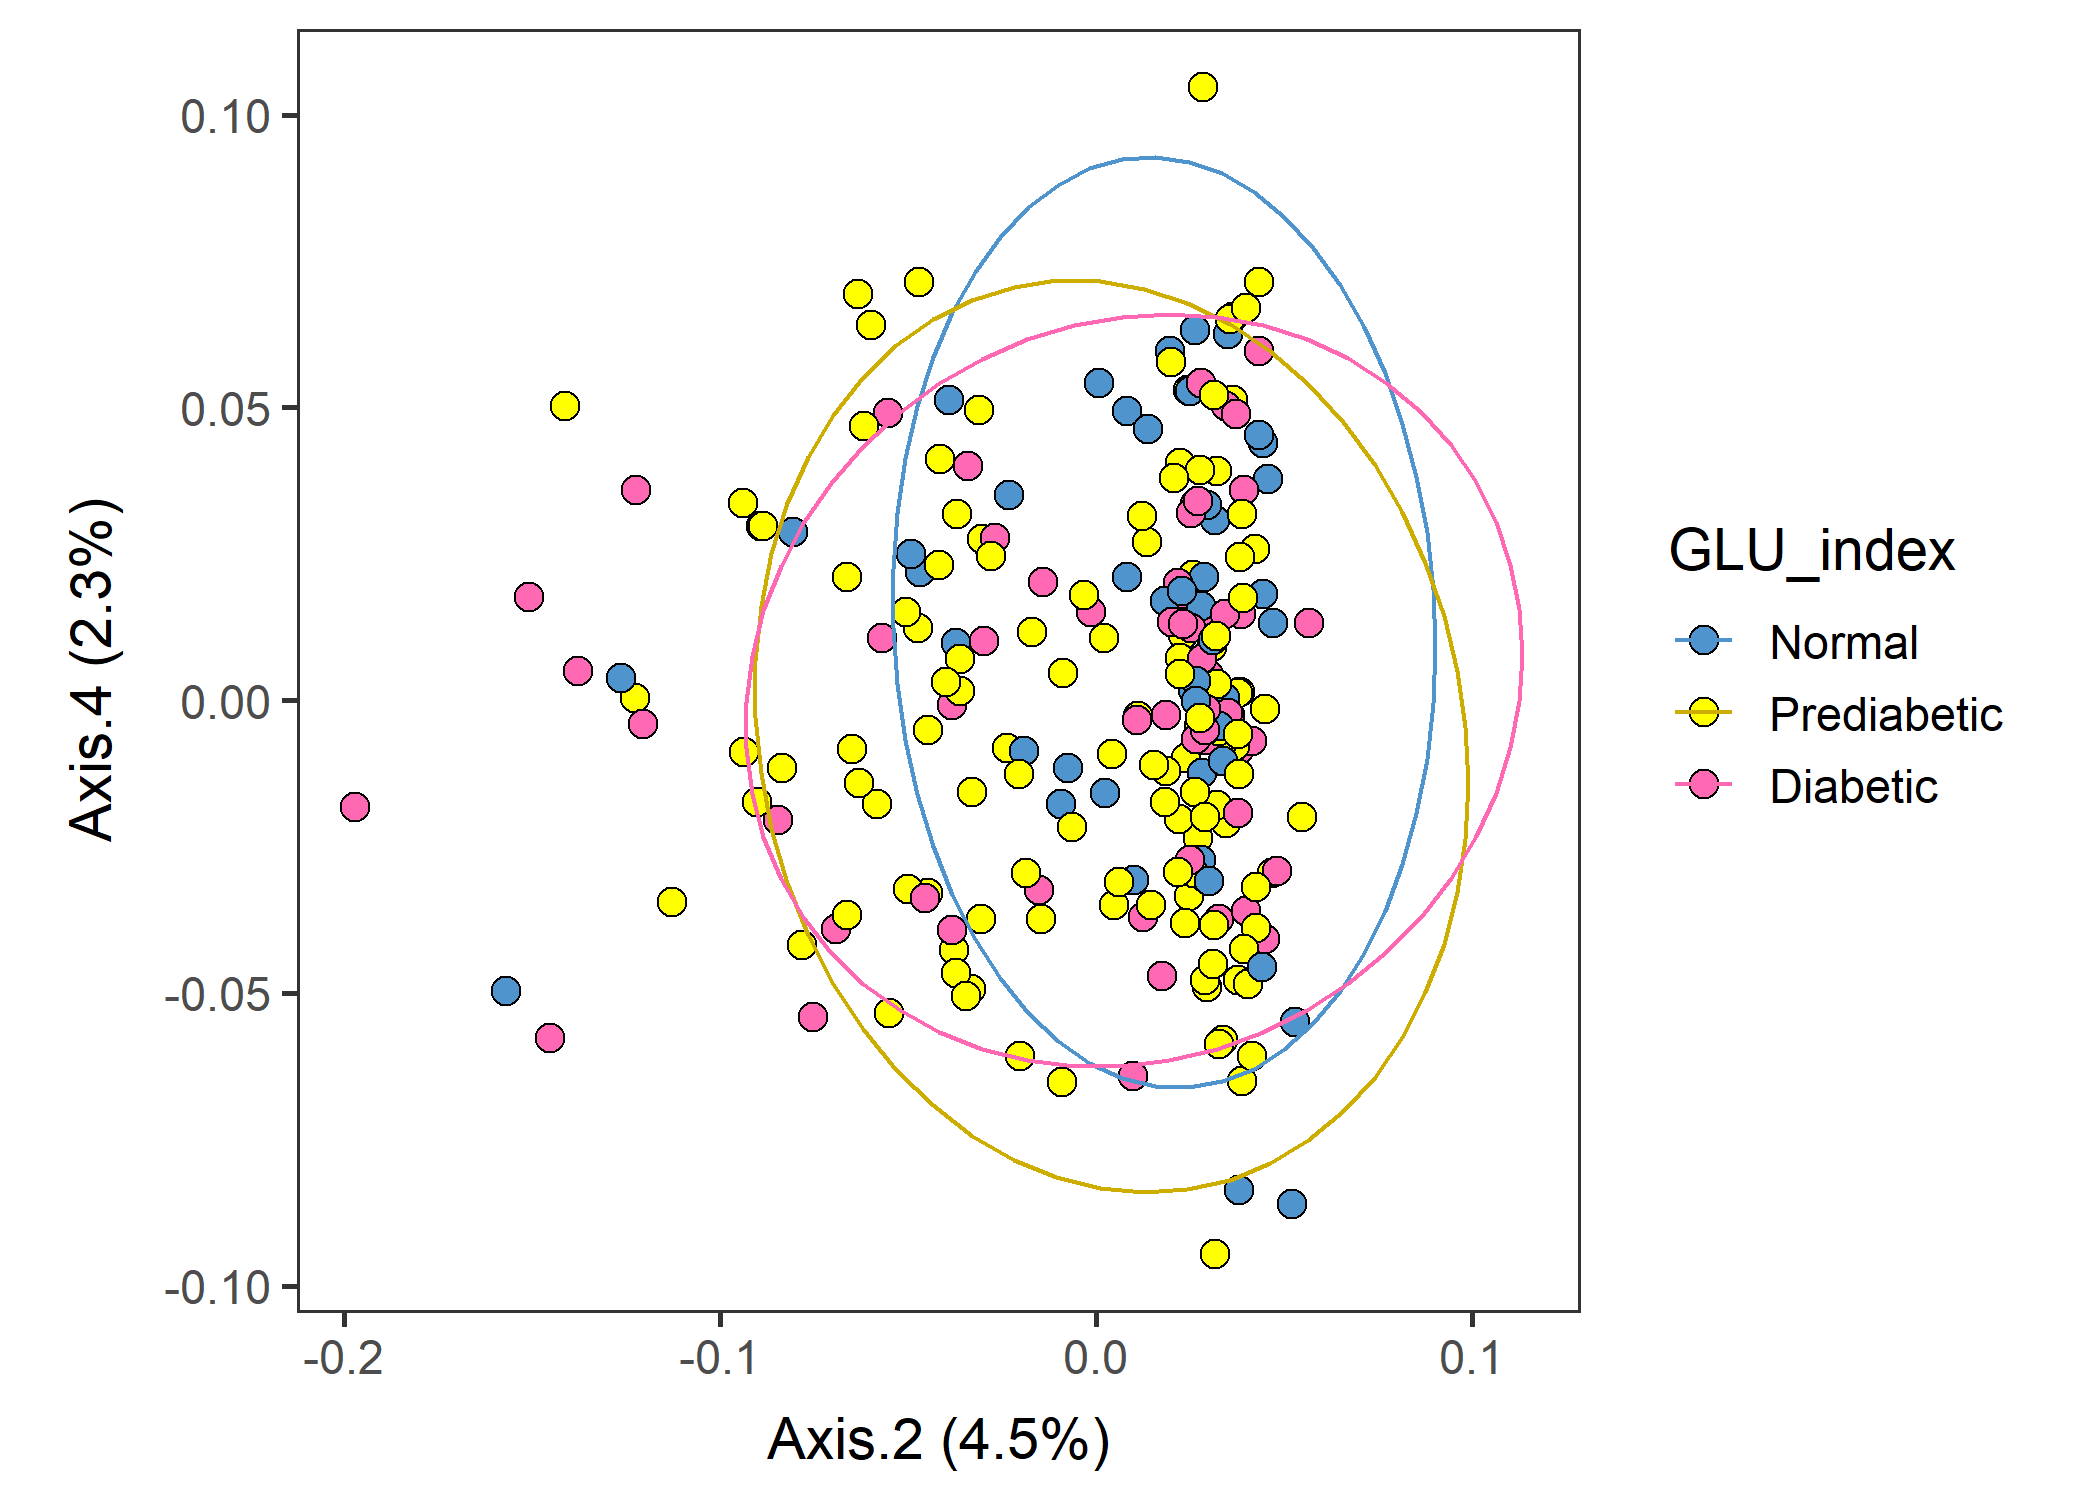 0.10
0.05
0.00
-0.05
-0.10
Axis.4 (2.3%)
-0.2
-0.1
0.0
0.1
Axis.2 (4.5%)
GLU_index
Normal
Prediabetic
Diabetic